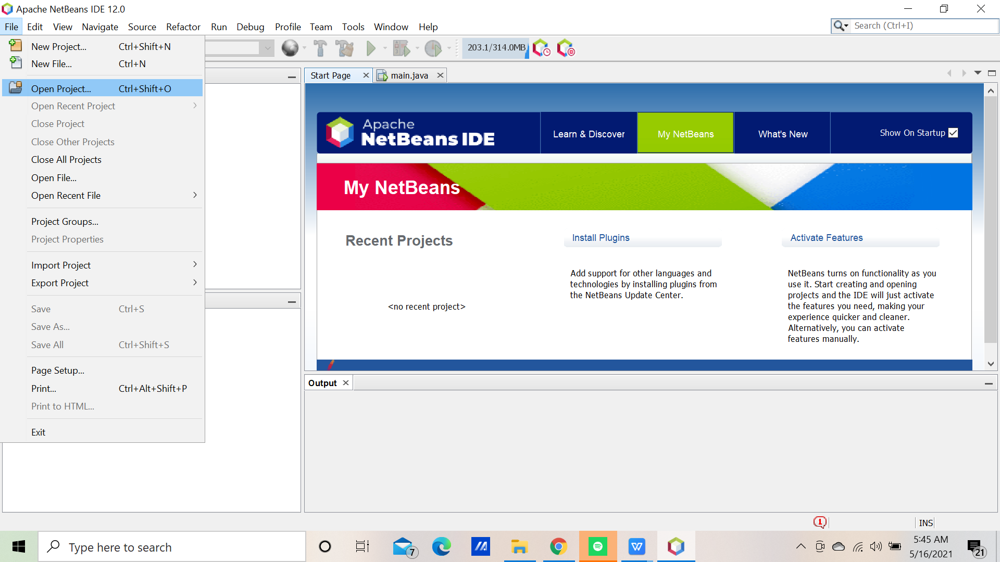 Apache NetBeans IDE 12.0
File Edit View Navigate Source Refactor Run Debug Profile Team Tools Window Help
Search (Ctrl+I)
New Project... Ctrl+Shift+N
New File... Ctrl+N
Open Project... Ctrl+Shift+O
Open Recent Project
Close Project
Close Other Projects
Close All Projects
Open File...
Open Recent File
Project Groups...
Project Properties
Import Project
Export Project
Save Ctrl+S
Save As...
Save All Ctrl+Shift+S
Page Setup...
Print... Ctrl+Alt+Shift+P
Print to HTML...
Exit
203.1/314.0MB
Start Page main.java
Apache
NetBeans IDE
Learn & Discover My NetBeans What's New Show On Startup
My NetBeans
Recent Projects
<no recent project>
Install Plugins
Add support for other languages and
technologies by installing plugins from
the NetBeans Update Center.
Activate Features
NetBeans turns on functionality as you
use it. Start creating and opening
projects and the IDE will just activate
the features you need, making your
experience quicker and cleaner.
Alternatively, you can activate
features manually.
Output
1
INS
Type here to search
7
W
5:45 AM
5/16/2021
21